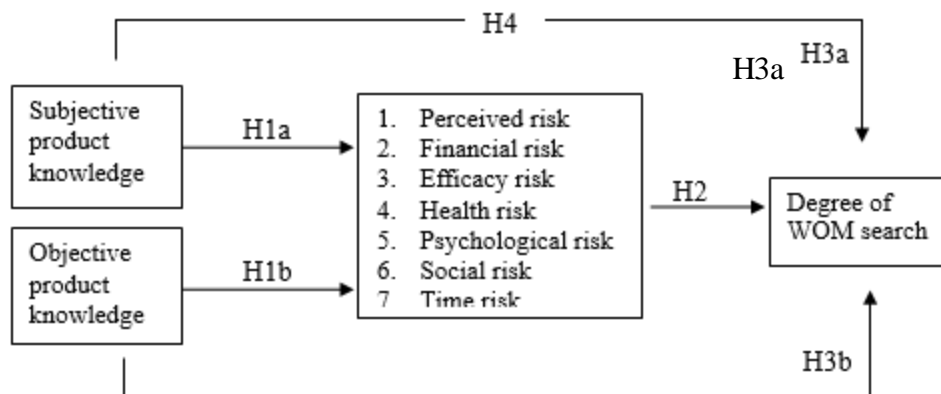 H4
H3a
H3a
Subjective
product
knowledge
H1a
1. Perceived risk
2. Financial risk
3. Efficacy risk
4. Health risk
5. Psychological risk
6. Social risk
7 Time risk
H2
Degree of
WOM search
Objective
product
knowledge
H1b
H3b